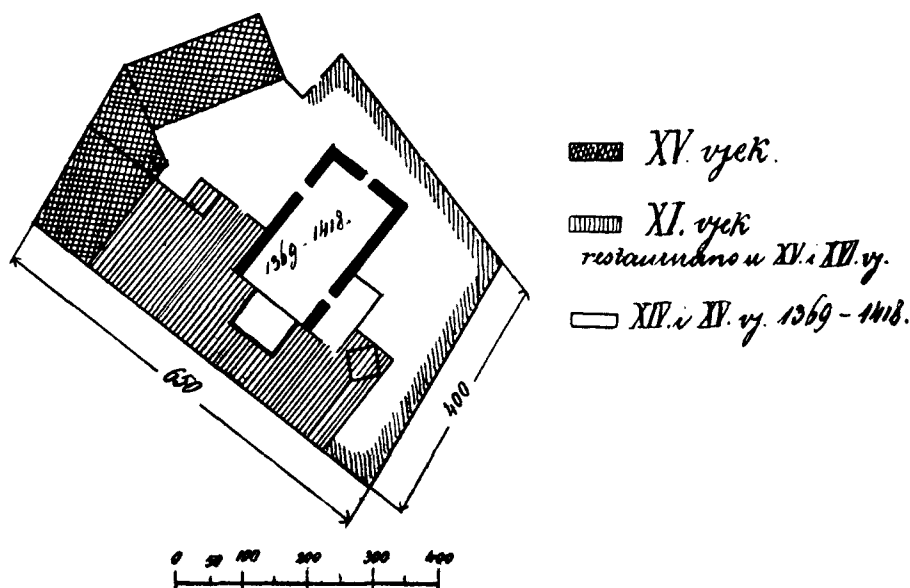 XV. vjek.
XI. vjek
restaurirano u XV. i XVI. vj.
XIV. i XV. vj. 1369-1418.
1369-1418.
650
400
0 50 100 200 300 400